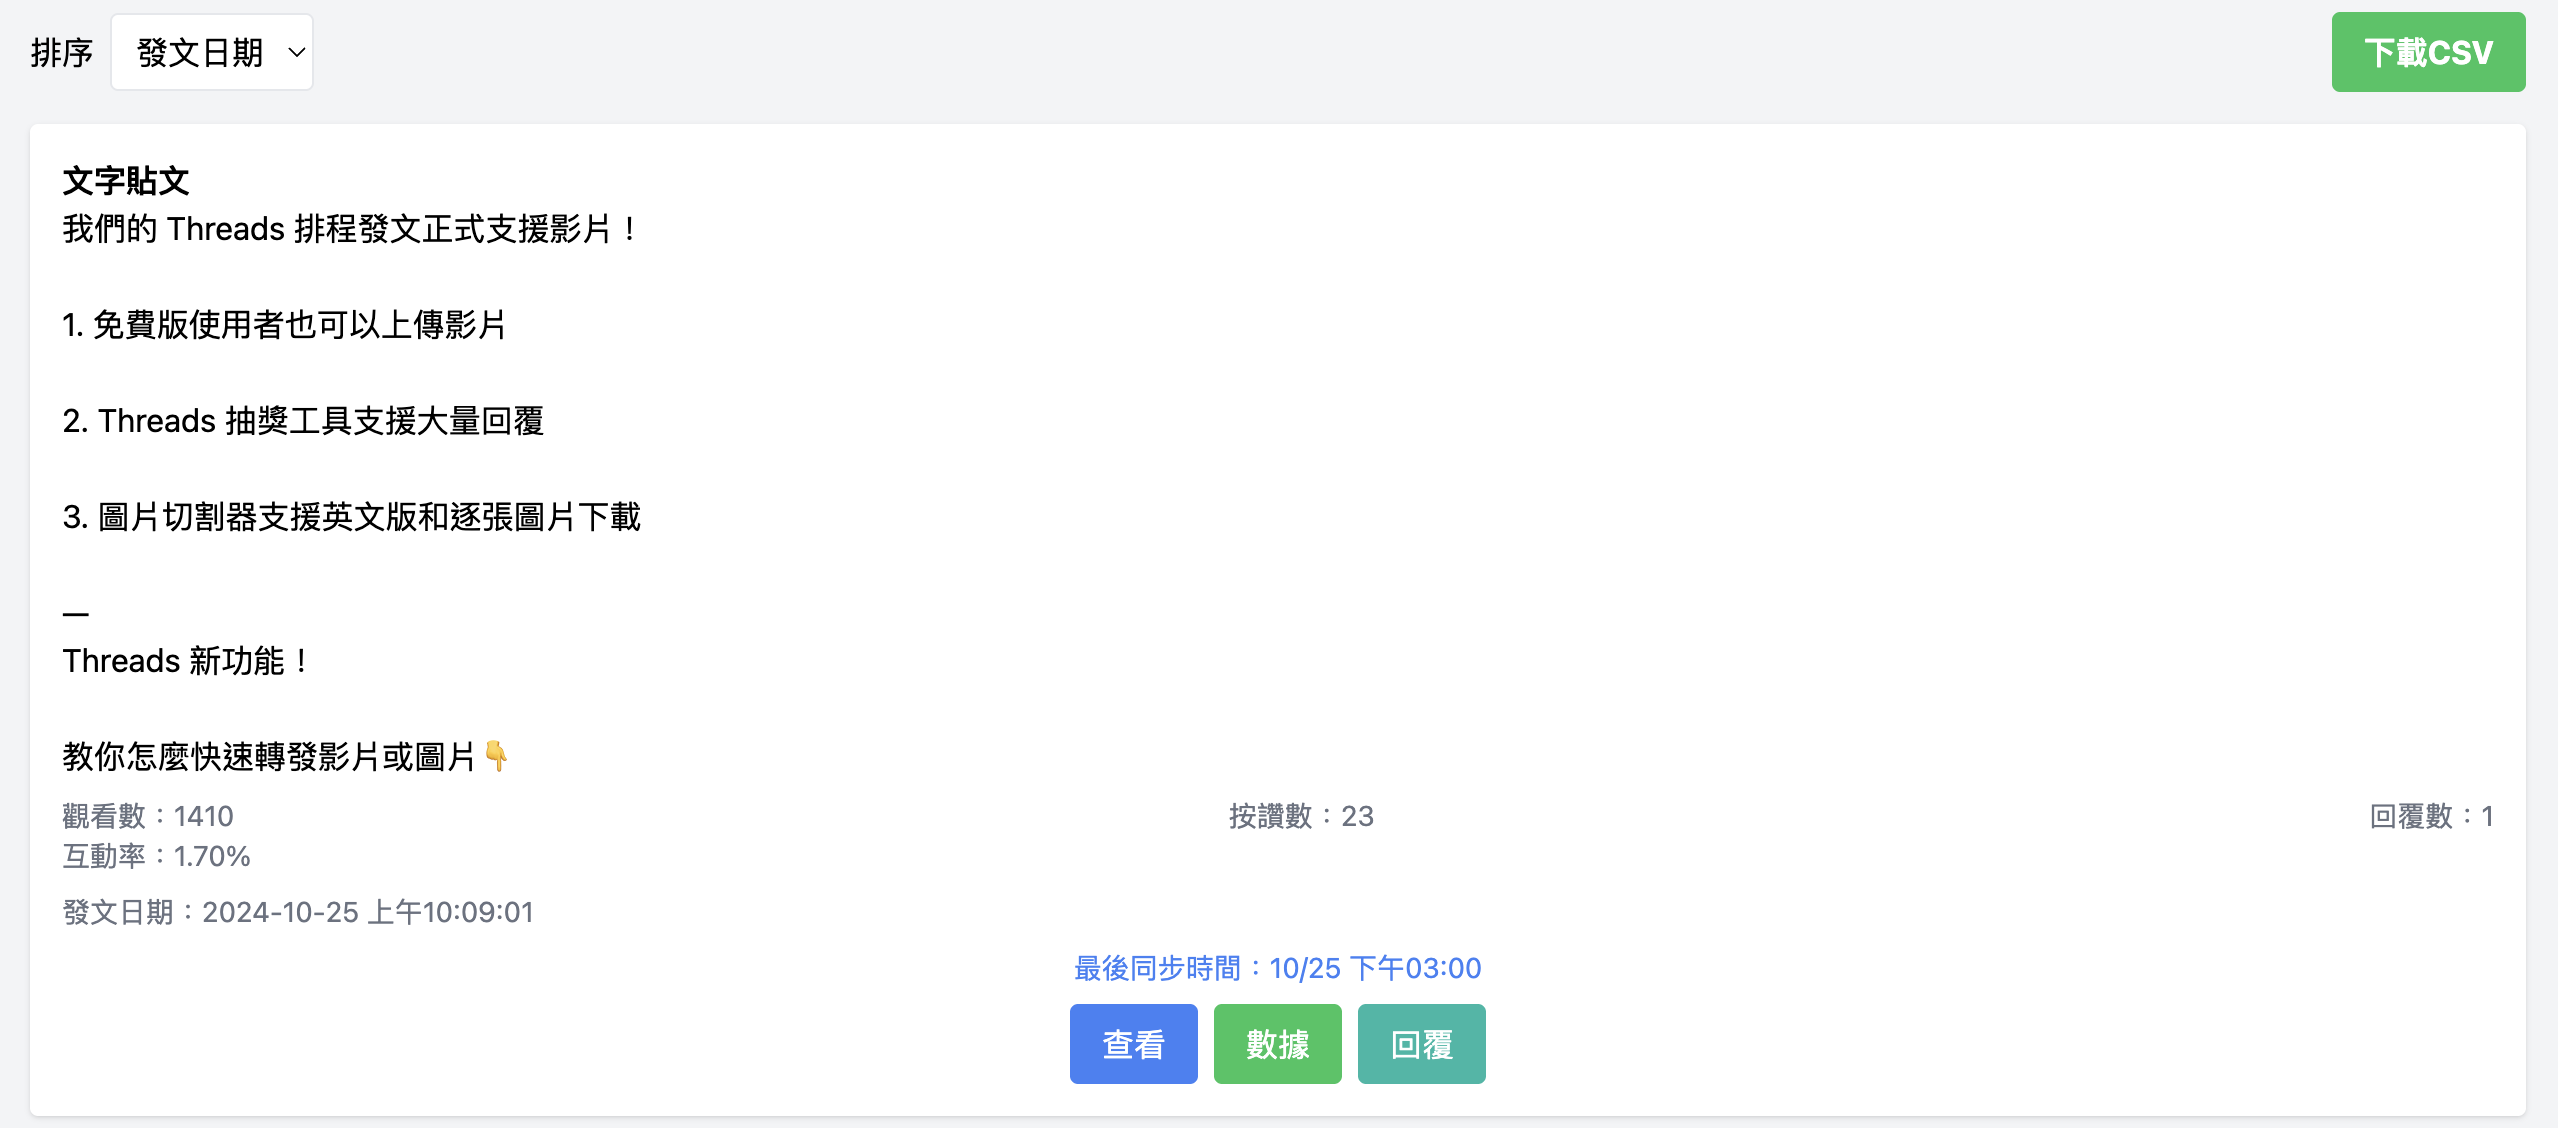 排序 發文日期
下載CSV
文字貼文
我們的 Threads 排程發文正式支援影片！
1. 免費版使用者也可以上傳影片
2. Threads 抽獎工具支援大量回覆
3. 圖片切割器支援英文版和逐張圖片下載
—
Threads 新功能！
教你怎麼快速轉發影片或圖片👇
觀看數：1410 按讚數：23 回覆數：1
互動率：1.70%
發文日期：2024-10-25 上午10:09:01
最後同步時間：10/25 下午03:00
查看 數據 回覆